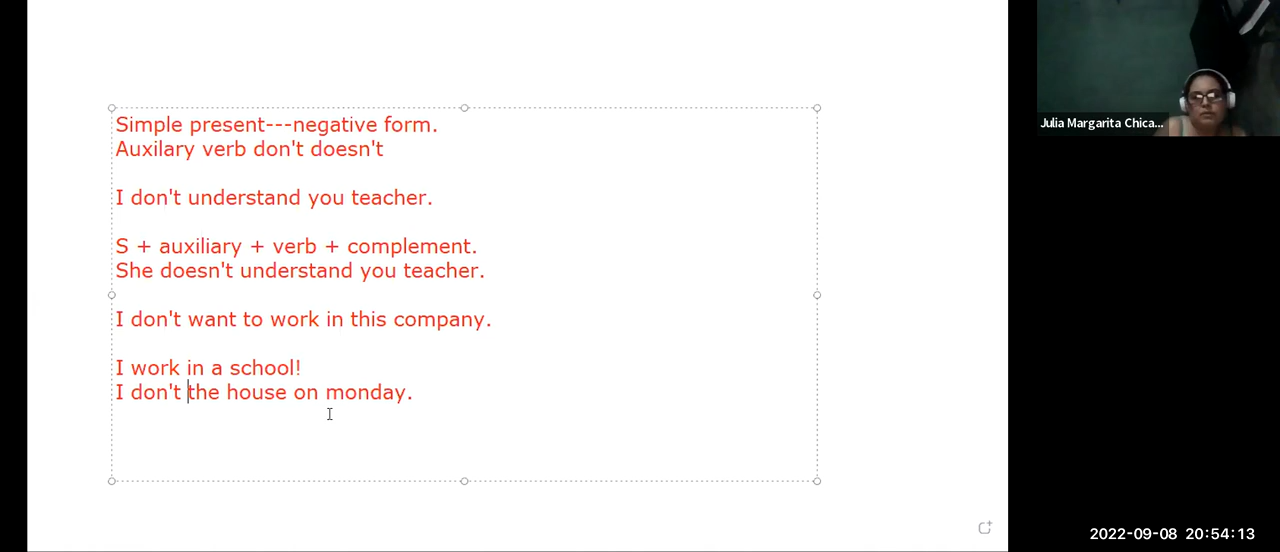 Simple present---negative form.
Auxilary verb don't doesn't
I don't understand you teacher.
S + auxiliary + verb + complement.
She doesn't understand you teacher.
I don't want to work in this company.
I work in a school!
I don't the house on monday.
Julia Margarita Chica...
2022-09-08 20:54:13